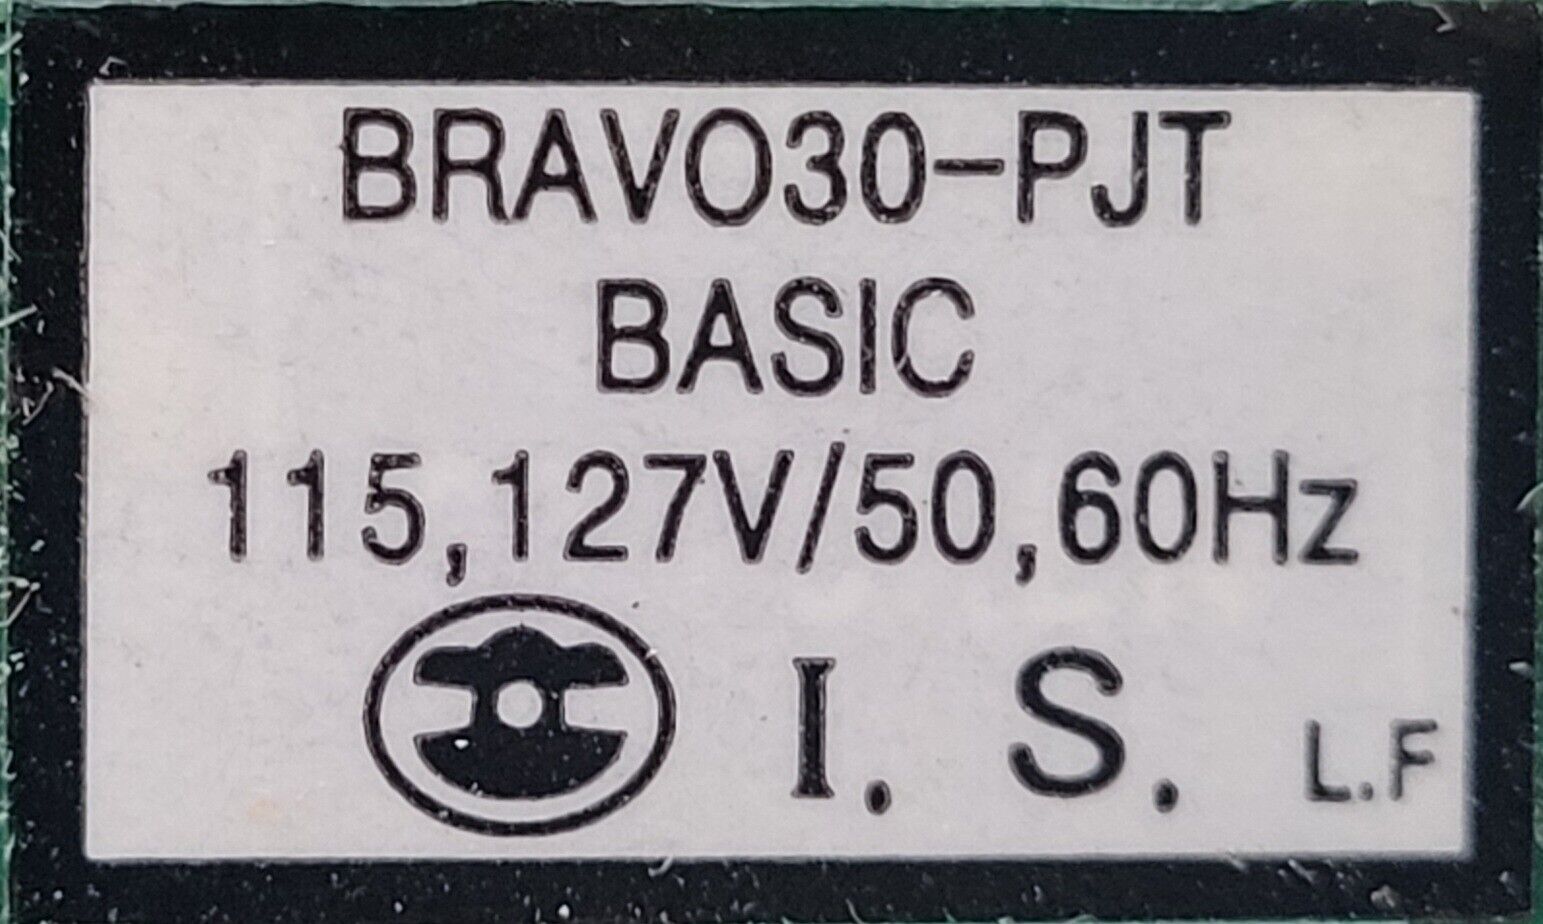 BRAVO30-PJT
BASIC
115,127V/50,60Hz
I. S. L.F